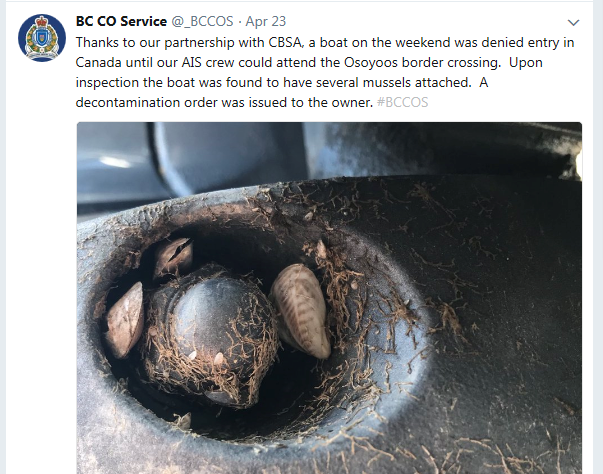 BC CO Service @_BCCOS · Apr 23
Thanks to our partnership with CBSA, a boat on the weekend was denied entry in
Canada until our AIS crew could attend the Osoyoos border crossing. Upon
inspection the boat was found to have several mussels attached. A
decontamination order was issued to the owner. #BCCOS